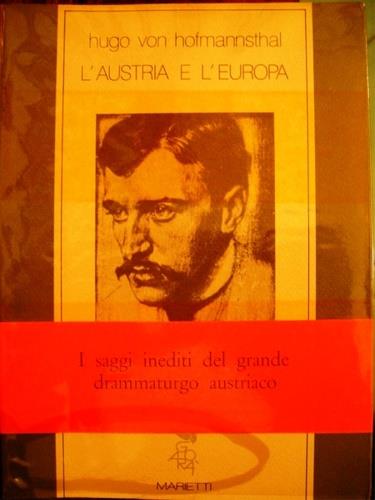 hugo von hofmannsthal
L'AUSTRIA E L'EUROPA
I saggi inediti del grande
drammaturgo austriaco
MARIETTI